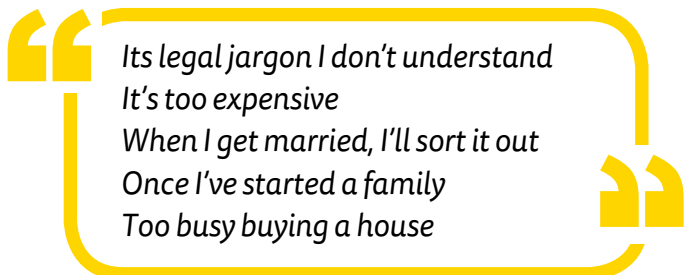 Its legal jargon I don’t understand
It’s too expensive
When I get married, I’ll sort it out
Once I’ve started a family
Too busy buying a house